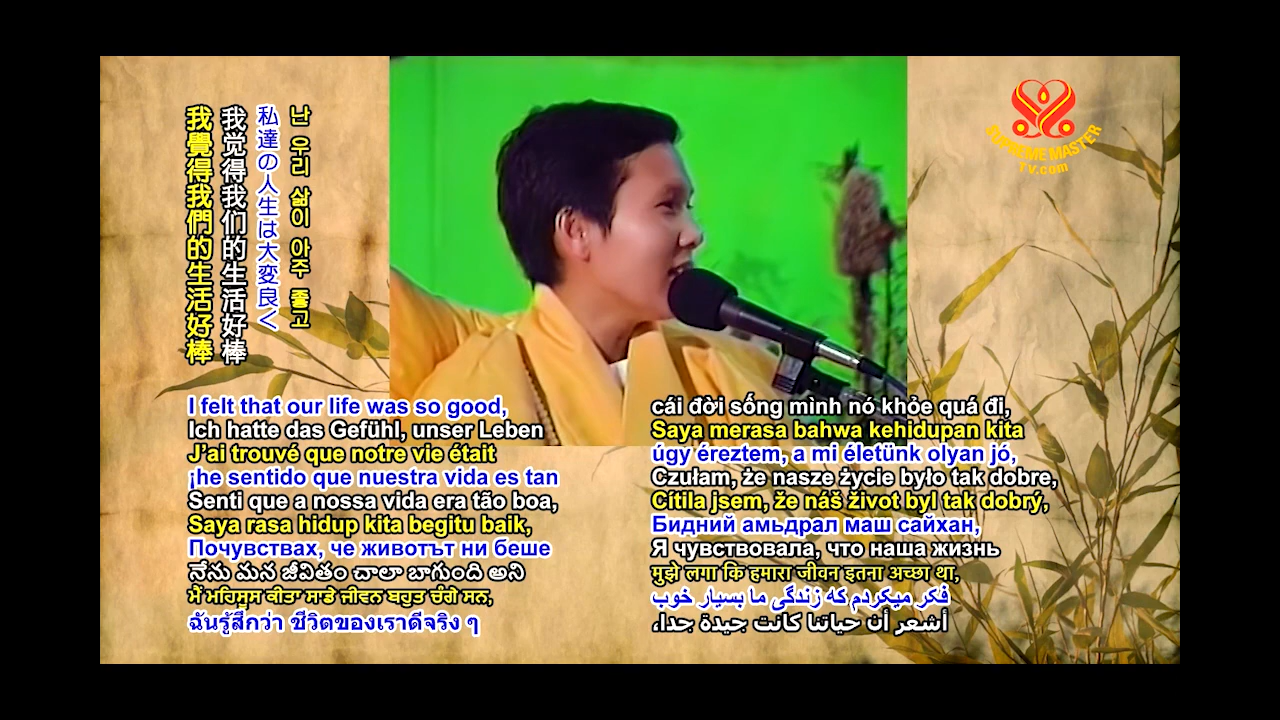 난 우리 삶이 아주 좋고
私達の人生は大変良く
我觉得我们的生活好棒
我覺得我們的生活好棒
SUPREME MASTER
TV.com
I felt that our life was so good,
Ich hatte das Gefühl, unser Leben
J’ai trouvé que notre vie était
¡he sentido que nuestra vida es tan
Senti que a nossa vida era tão boa,
Saya rasa hidup kita begitu baik,
Почувствах, че животът ни беше
నేను మన జీవితం చాలా బాగుంది అని
ਮੈਂ ਮਹਿਸੂਸ ਕੀਤਾ ਸਾਡੇ ਜੀਵਨ ਬਹੁਤ ਚੰਗੇ ਸਨ,
ฉันรู้สึกว่า ชีวิตของเราดีจริง ๆ
cái đời sống mình nó khỏe quá đi,
Saya merasa bahwa kehidupan kita
úgy éreztem, a mi életünk olyan jó,
Czułam, że nasze życie było tak dobre,
Cítila jsem, že náš život byl tak dobrý,
Бидний амьдрал маш сайхан,
Я чувствовала, что наша жизнь
मुझे लगा कि हमारा जीवन इतना अच्छा था,
فکر میکردم که زندگی ما بسیار خوب
أشعر أن حياتنا كانت جيدة جدا،